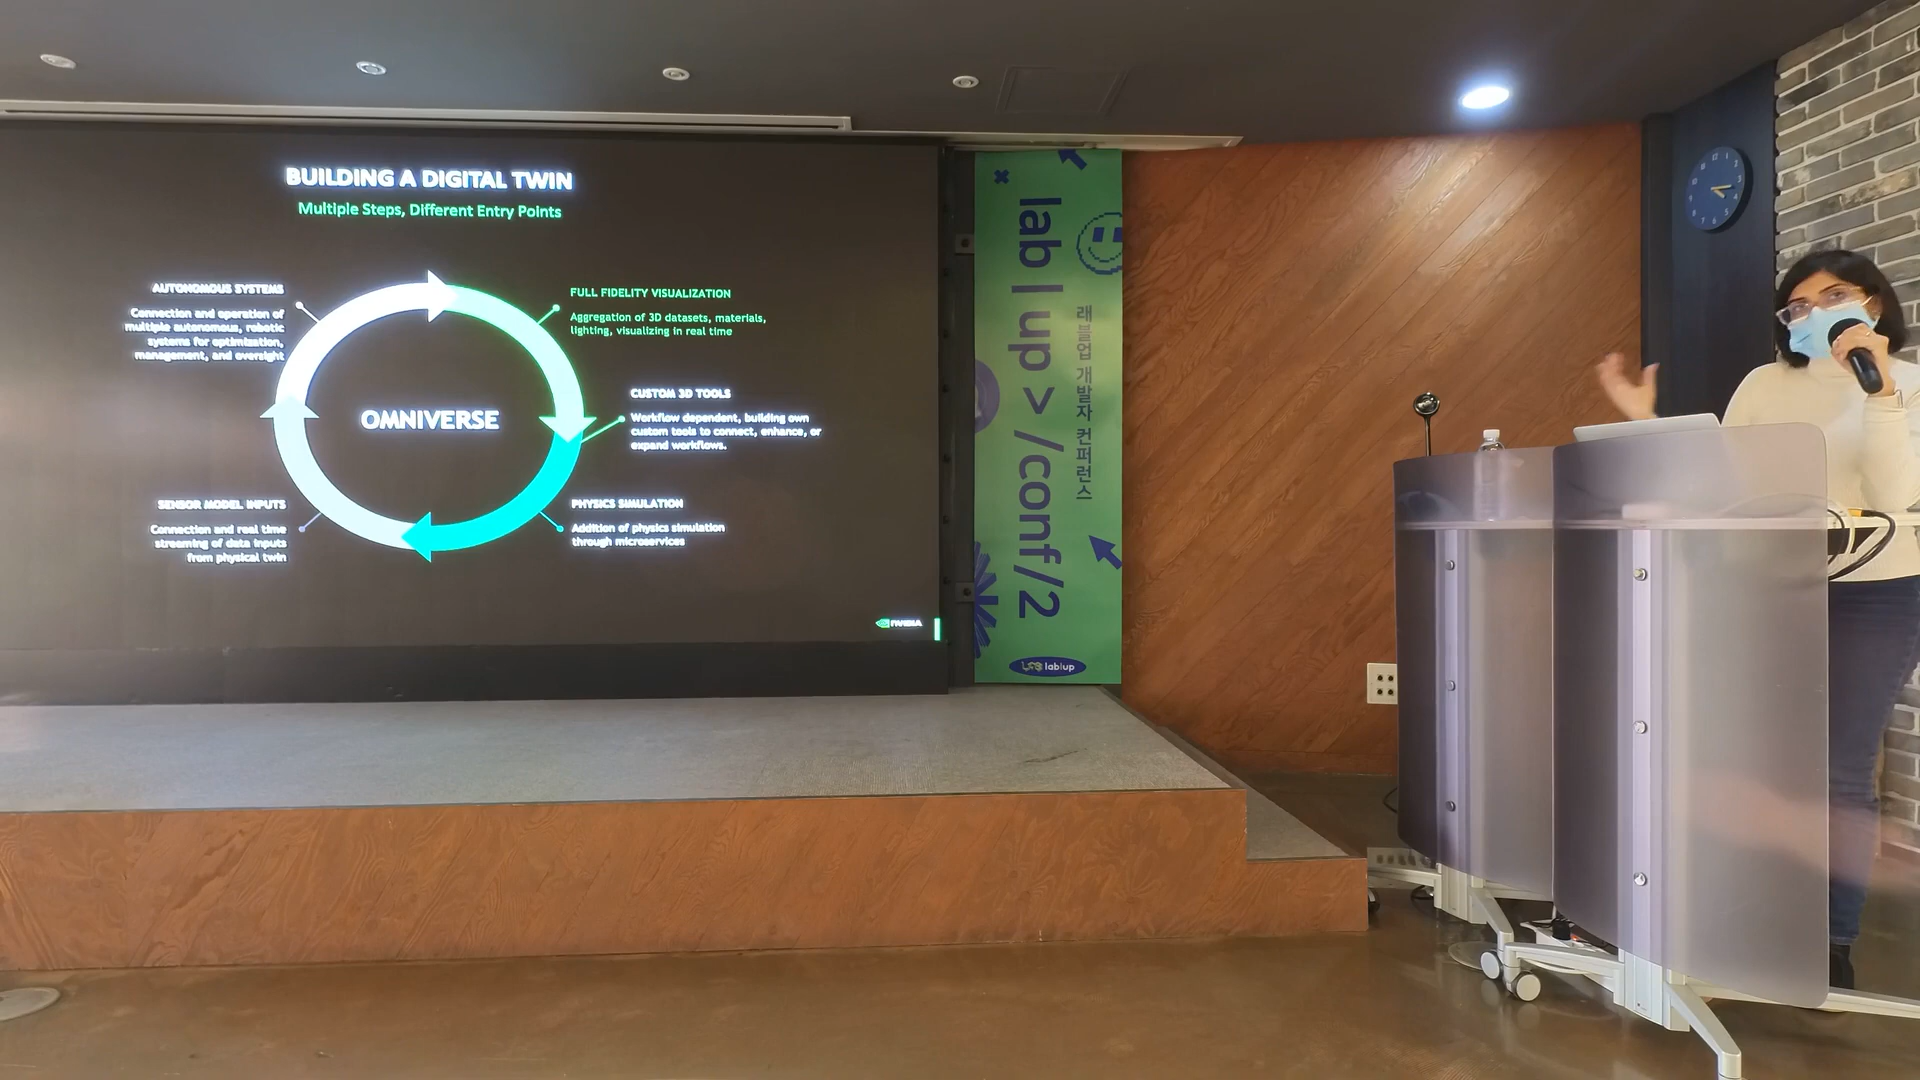 BUILDING A DIGITAL TWIN
Multiple Steps, Different Entry Points
AUTONOMOUS SYSTEMS
Connection and operation of
multiple autonomous, robotic
systems for optimization,
management, and oversight
FULL FIDELITY VISUALIZATION
Aggregation of 3D datasets, materials,
lighting, visualizing in real time
CUSTOM 3D TOOLS
Workflow dependent, building own
custom tools to connect, enhance, or
expand workflows.
OMNIVERSE
SENSOR MODEL INPUTS
Connection and real time
streaming of data inputs
from physical twin
PHYSICS SIMULATION
Addition of physics simulation
through microservices
NVIDIA
lab | up > /conf/2
래블업 개발자 컨퍼런스
lablup